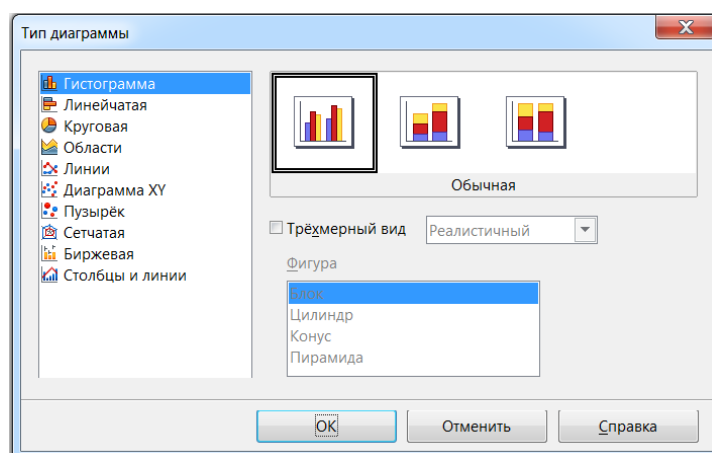 Тип диаграммы
Гистограмма
Линейчатая
Круговая
Области
Линии
Диаграмма XY
Пузырёк
Сетчатая
Биржевая
Столбцы и линии
Обычная
Трёхмерный вид
Реалистичный
Фигура
Блок
Цилиндр
Конус
Пирамида
ОК
Отменить
Справка